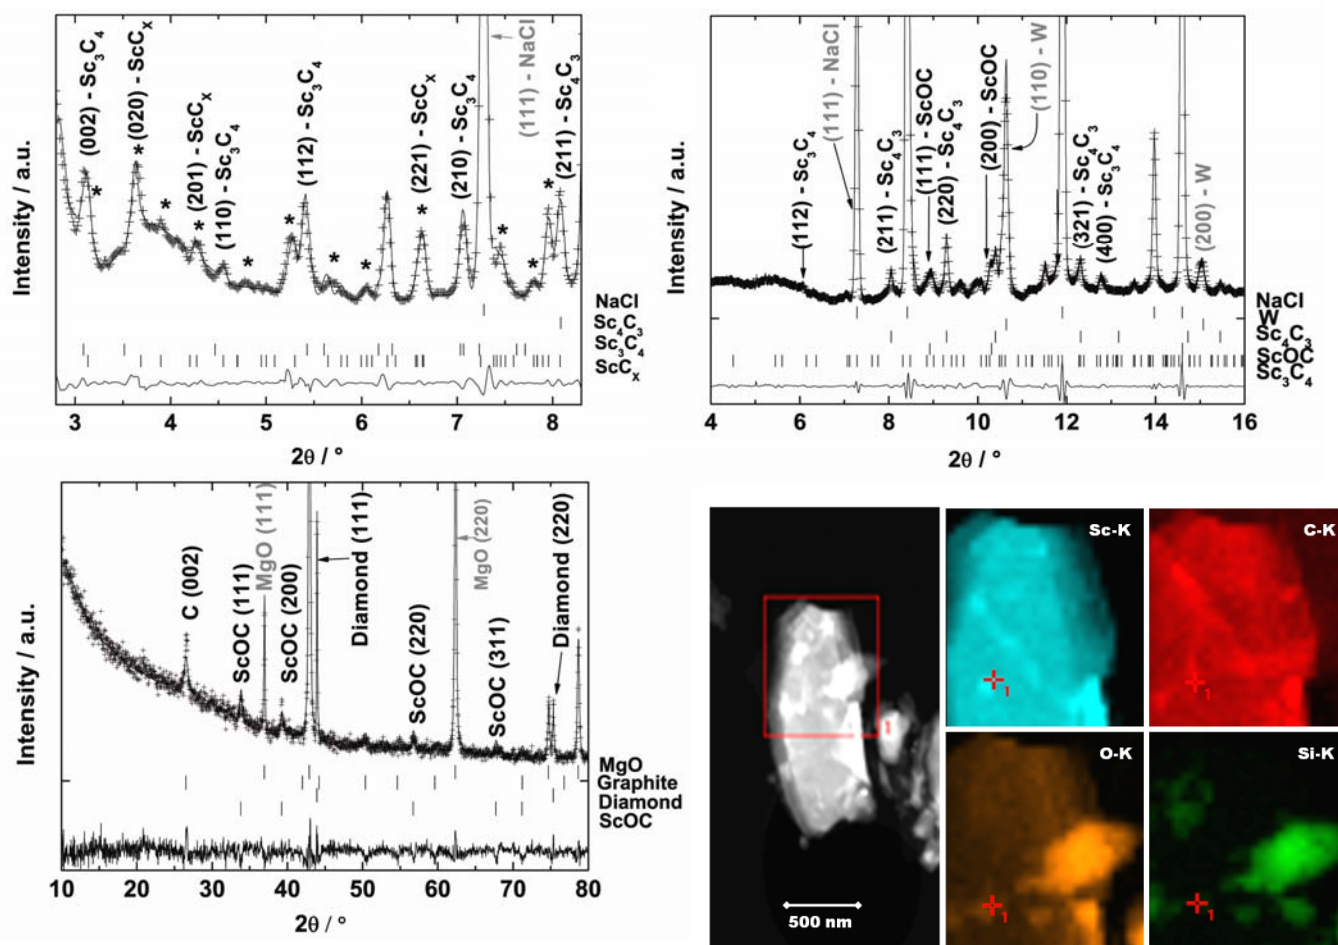 Intensity / a.u.
(002) - Sc3C4
*
* (020) - ScCX
*
* (201) - ScCX
(110) - Sc3C4
*
*
(112) - Sc3C4
*
*
* (221) - ScCX
(210) - Sc3C4
(111) - NaCl
*
*
*
(211) - Sc4C3
NaCl
Sc4C3
Sc3C4
ScCX
3 4 5 6 7 8
2θ / °
Intensity / a.u.
(112) - Sc3C4
(111) - NaCl
(211) - Sc4C3
(111) - ScOC
(220) - Sc4C3
(200) - ScOC
(110) - W
(321) - Sc4C3
(400) - Sc3C4
(200) - W
NaCl
W
Sc4C3
ScOC
Sc3C4
4 6 8 10 12 14 16
2θ / °
Intensity / a.u.
C (002)
ScOC (111)
MgO (111)
ScOC (200)
Diamond (111)
ScOC (220)
MgO (220)
ScOC (311)
Diamond (220)
MgO
Graphite
Diamond
ScOC
10 20 30 40 50 60 70 80
2θ / °
1
500 nm
Sc-K
1
C-K
1
O-K
1
Si-K
1